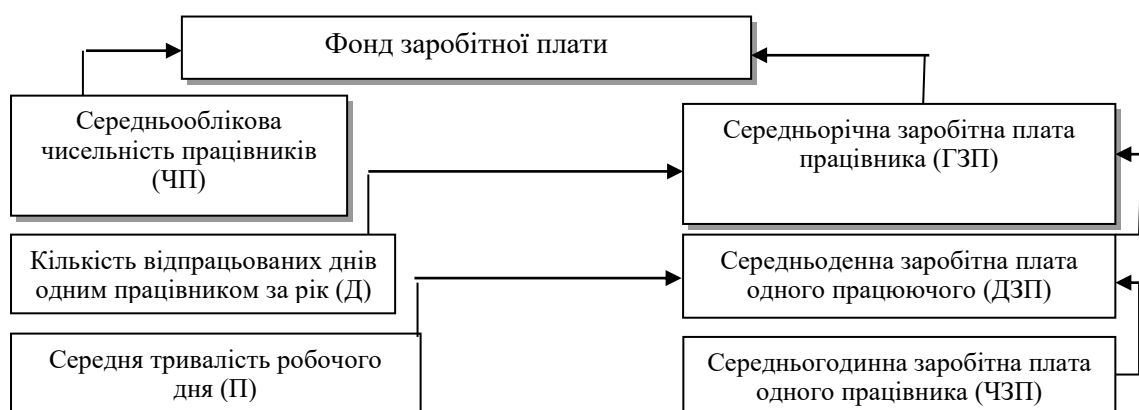 Фонд заробітної плати
Середньооблікова
чисельність працівників
(ЧП)
Середньорічна заробітна плата
працівника (ГЗП)
Кількість відпрацьованих днів
одним працівником за рік (Д)
Середньоденна заробітна плата
одного працюючого (ДЗП)
Середня тривалість робочого
дня (П)
Середньогодинна заробітна плата
одного працівника (ЧЗП)